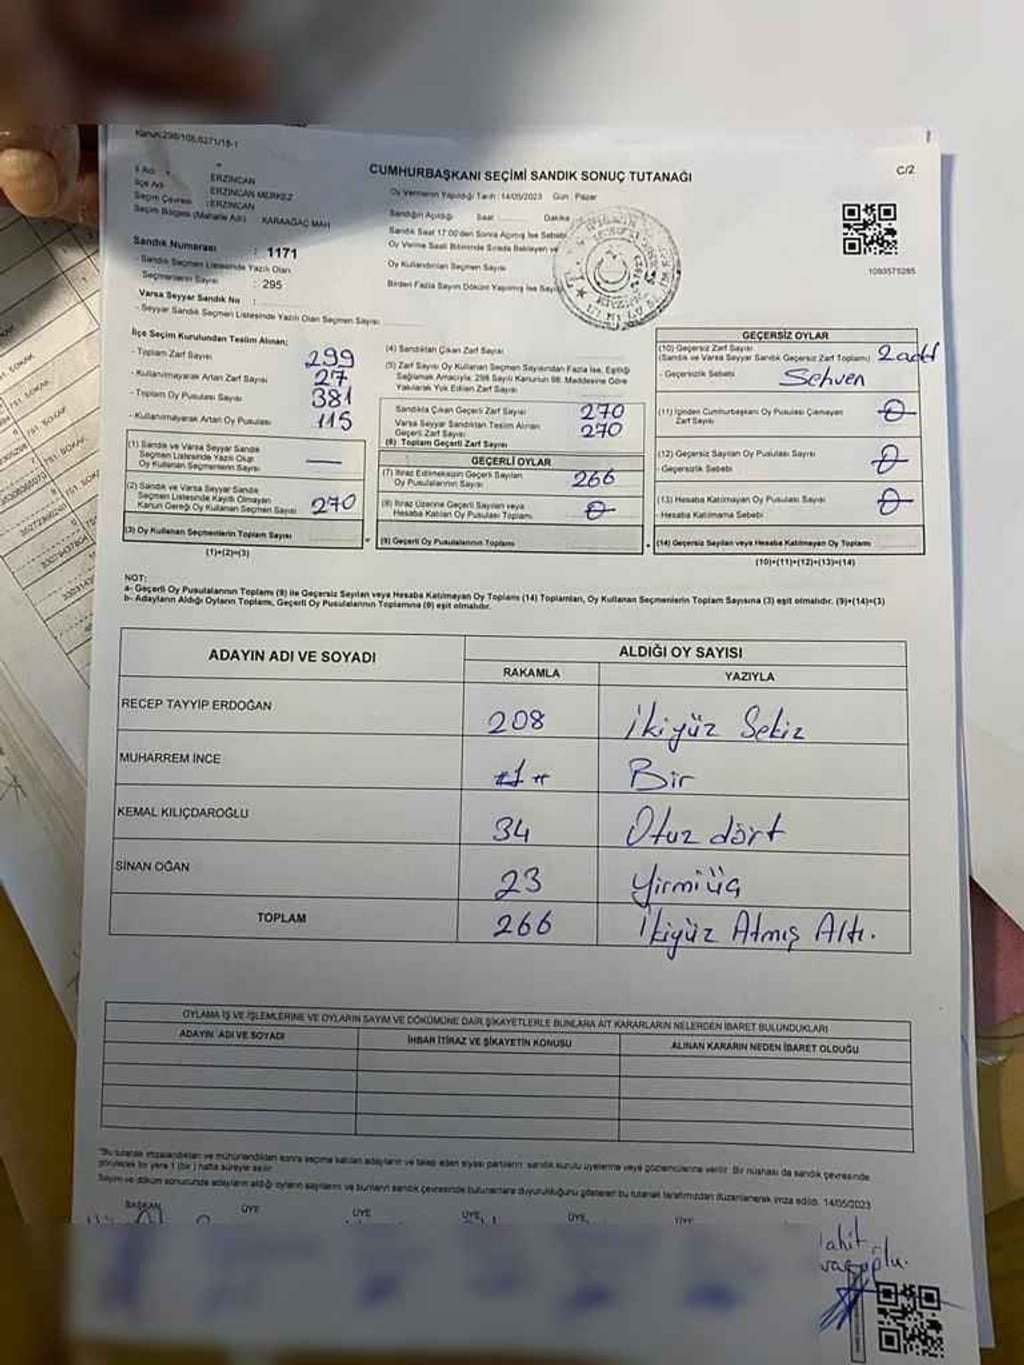 Kanun:298/105,6271/18-1
CUMHURBAŞKANI SEÇİMİ SANDIK SONUÇ TUTANAĞI
C/2
İl Adı : ERZİNCAN
İlçe Adı : ERZİNCAN MERKEZ
Seçim Çevresi : ERZİNCAN
Seçim Bölgesi (Mahalle Adı) : KARAAĞAÇ MAH
Oy Vermenin Yapıldığı Tarih : 14/05/2023 Gün : Pazar
Sandığın Açıldığı Saat Dakika
Sandık Saat 17:00'den Sonra Açılmış İse Sebebi
Oy Verme Saati Bitiminde Sırada Bekleyen ve
Oy Kullandırılan Seçmen Sayısı
Birden Fazla Sayım Döküm Yapılmış İse Sayısı
1093575285
Sandık Numarası : 1171
- Sandık Seçmen Listesinde Yazılı Olan
Seçmenlerin Sayısı : 295
Varsa Seyyar Sandık No :
- Seyyar Sandık Seçmen Listesinde Yazılı Olan Seçmen Sayısı
İlçe Seçim Kurulundan Teslim Alınan;
- Toplam Zarf Sayısı 299
- Kullanılmayarak Artan Zarf Sayısı 27
- Toplam Oy Pusulası Sayısı 381
- Kullanılmayarak Artan Oy Pusulası 115
(1) Sandık ve Varsa Seyyar Sandık
Seçmen Listesinde Yazılı Olup
Oy Kullanan Seçmenlerin Sayısı —
(2) Sandık ve Varsa Seyyar Sandık
Seçmen Listesinde Kayıtlı Olmayan
Kanun Gereği Oy Kullanan Seçmen Sayısı 270
(3) Oy Kullanan Seçmenlerin Toplam Sayısı
(1)+(2)=(3)
(4) Sandıktan Çıkan Zarf Sayısı
(5) Zarf Sayısı Oy Kullanan Seçmen Sayısından Fazla İse, Eşitliği
Sağlamak Amacıyla; 298 Sayılı Kanunun 98. Maddesine Göre
Yakılarak Yok Edilen Zarf Sayısı
Sandıkta Çıkan Geçerli Zarf Sayısı 270
Varsa Seyyar Sandıktan Teslim Alınan
Geçerli Zarf Sayısı 270
(6) Toplam Geçerli Zarf Sayısı
GEÇERLİ OYLAR
(7) İtiraz Edilmeksizin Geçerli Sayılan
Oy Pusulalarının Sayısı 266
(8) İtiraz Üzerine Geçerli Sayılan veya
Hesaba Katılan Oy Pusulası Toplamı 0
(9) Geçerli Oy Pusulalarının Toplamı
GEÇERSİZ OYLAR
(10) Geçersiz Zarf Sayısı
(Sandık ve Varsa Seyyar Sandık Geçersiz Zarf Toplamı) 2 adt
- Geçersizlik Sebebi Sehven
(11) İçinden Cumhurbaşkanı Oy Pusulası Çıkmayan
Zarf Sayısı 0
(12) Geçersiz Sayılan Oy Pusulası Sayısı 0
- Geçersizlik Sebebi
(13) Hesaba Katılmayan Oy Pusulası Sayısı 0
- Hesaba Katılmama Sebebi
(14) Geçersiz Sayılan veya Hesaba Katılmayan Oy Toplamı
(10)+(11)+(12)+(13)=(14)
NOT:
a- Geçerli Oy Pusulalarının Toplamı (9) ile Geçersiz Sayılan veya Hesaba Katılmayan Oy Toplamı (14) Toplamları, Oy Kullanan Seçmenlerin Toplam Sayısına (3) eşit olmalıdır. (9)+(14)=(3)
b- Adayların Aldığı Oyların Toplamı, Geçerli Oy Pusulalarının Toplamına (9) eşit olmalıdır.
ADAYIN ADI VE SOYADI ALDIĞI OY SAYISI
RAKAMLA YAZIYLA
RECEP TAYYİP ERDOĞAN 208 İkiyüz Sekiz
MUHARREM İNCE #1# Bir
KEMAL KILIÇDAROĞLU 34 Otuz dört
SİNAN OĞAN 23 Yirmiüç
TOPLAM 266 İkiyüz Atmış Altı.
OYLAMA İŞ VE İŞLEMLERİNE VE OYLARIN SAYIM VE DÖKÜMÜNE DAİR ŞİKAYETLERLE BUNLARA AİT KARARLARIN NELERDEN İBARET BULUNDUKLARI
ADAYIN ADI VE SOYADI İHBAR İTİRAZ VE ŞİKAYETİN KONUSU ALINAN KARARIN NEDEN İBARET OLDUĞU
*Bu tutanak imzalandıktan ve mühürlendikten sonra seçime katılan adayların ve talep eden siyasi partilerin sandık kurulu üyelerine veya gözlemcilerine verilir. Bir nüshası da sandık çevresinde
görülecek bir yere 1 (bir) hafta süreyle asılır.
Sayım ve döküm sonucunda adayların aldığı oyların sayılarını ve bunların sandık çevresinde bulunanlara duyurulduğunu gösteren bu tutanak tarafımızdan düzenlenerek imza edildi. 14/05/2023
BAŞKAN ÜYE ÜYE ÜYE ÜYE ÜYE